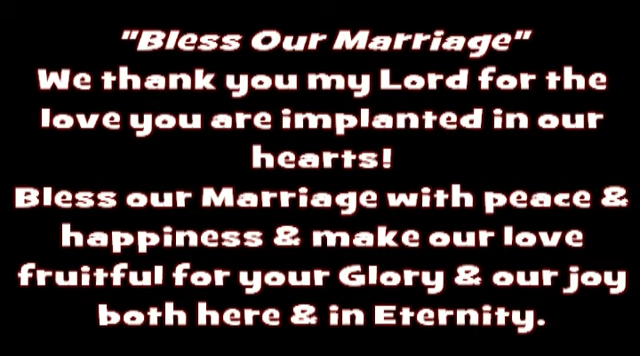 "Bless Our Marriage"
We thank you my Lord for the
love you are implanted in our
hearts!
Bless our Marriage with peace &
happiness & make our love
fruitful for your Glory & our joy
both here & in Eternity.